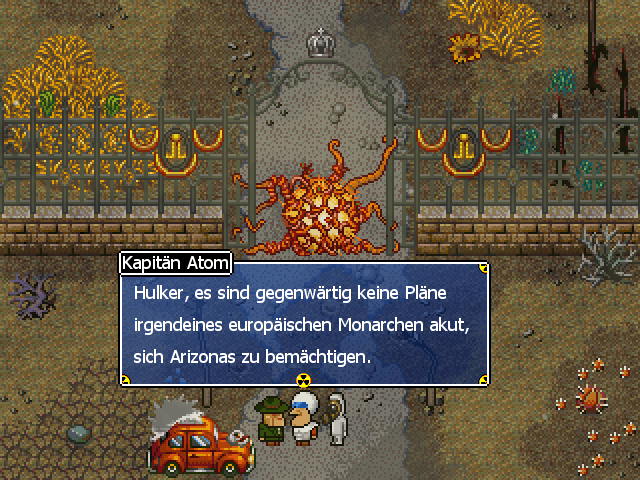 Kapitän Atom
Hulker, es sind gegenwärtig keine Pläne
irgendeines europäischen Monarchen akut,
sich Arizonas zu bemächtigen.